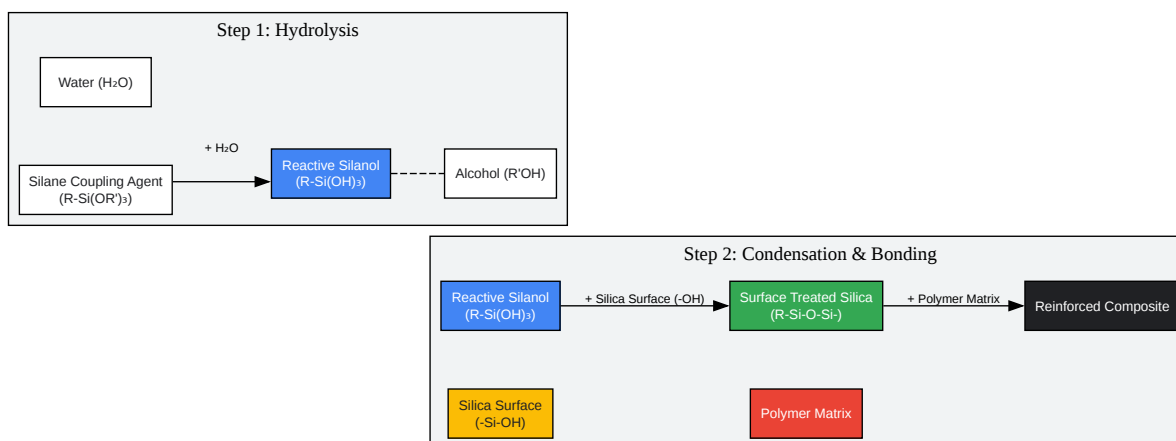 Step 1: Hydrolysis
Water (H₂O)
+ H₂O
Silane Coupling Agent
(R-Si(OR')₃)
Reactive Silanol
(R-Si(OH)₃)
Alcohol (R'OH)
Step 2: Condensation & Bonding
Reactive Silanol
(R-Si(OH)₃)
+ Silica Surface (-OH)
Surface Treated Silica
(R-Si-O-Si-)
+ Polymer Matrix
Reinforced Composite
Silica Surface
(-Si-OH)
Polymer Matrix